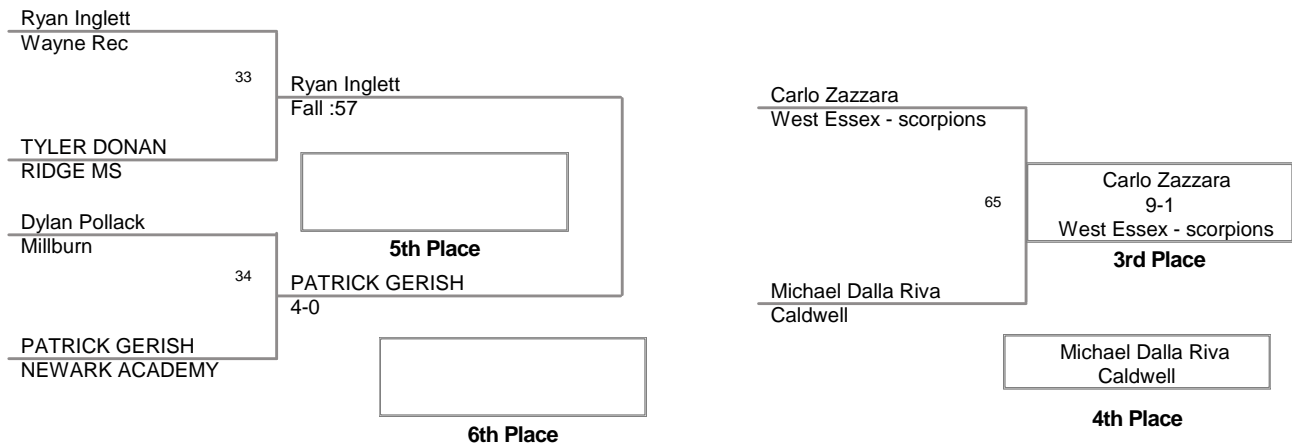 Ryan Inglett
Wayne Rec
33
Ryan Inglett
Fall :57
TYLER DONAN
RIDGE MS
Dylan Pollack
Millburn
5th Place
34
PATRICK GERISH
4-0
PATRICK GERISH
NEWARK ACADEMY
6th Place
Carlo Zazzara
West Essex - scorpions
65
Carlo Zazzara
9-1
West Essex - scorpions
3rd Place
Michael Dalla Riva
Caldwell
Michael Dalla Riva
Caldwell
4th Place